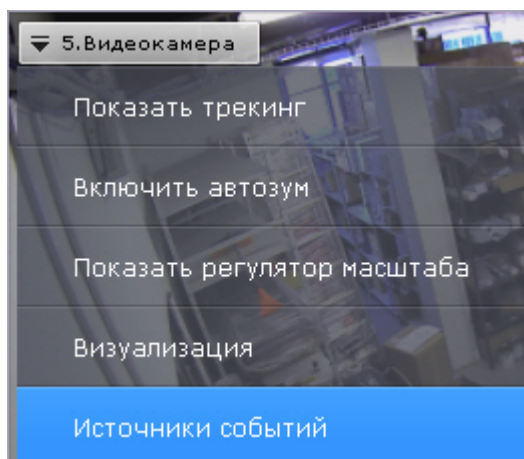 5.Видеокамера
Показать трекинг
Включить автозум
Показать регулятор масштаба
Визуализация
Источники событий